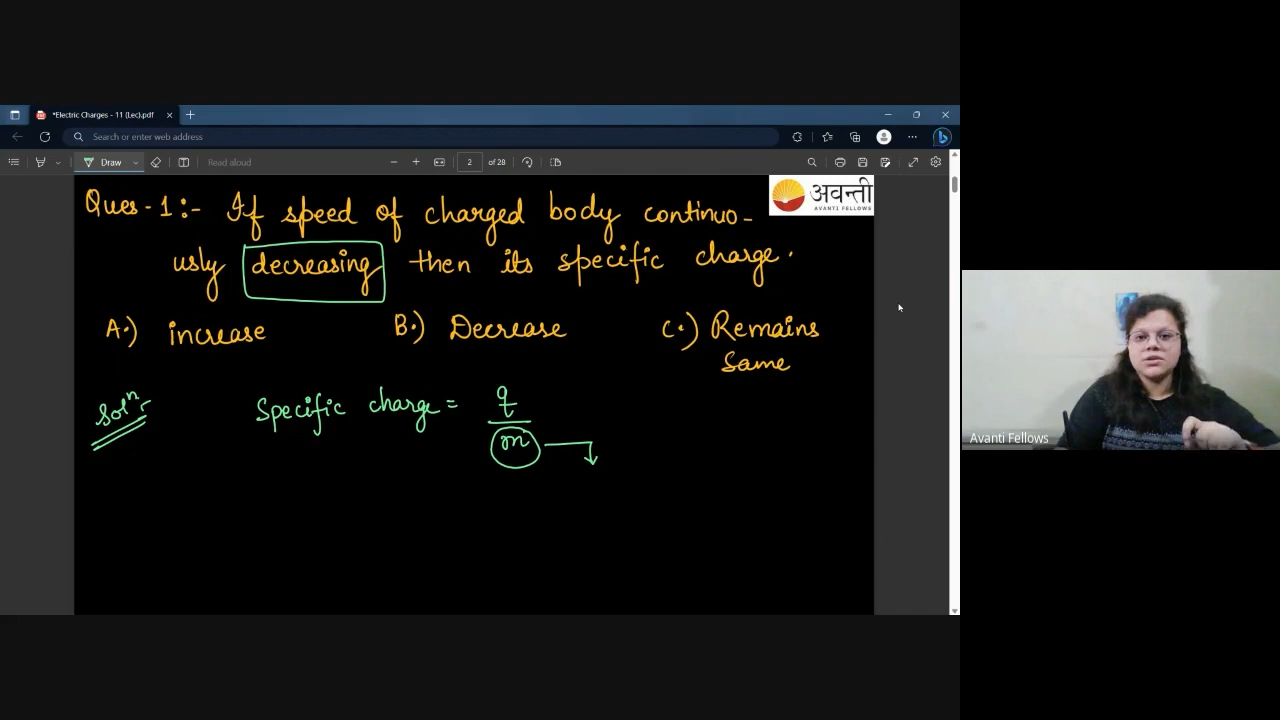 *Electric Charges - 11 (Lec).pdf
Search or enter web address
Draw
Read aloud
2 of 28
Ques-1:- If speed of charged body continuo-
अवन्ती
AVANTI FELLOWS
usly decreasing then its specific charge.
A.) increase B.) Decrease C.) Remains
Same
Solⁿ
Specific charge = q
m
Avanti Fellows